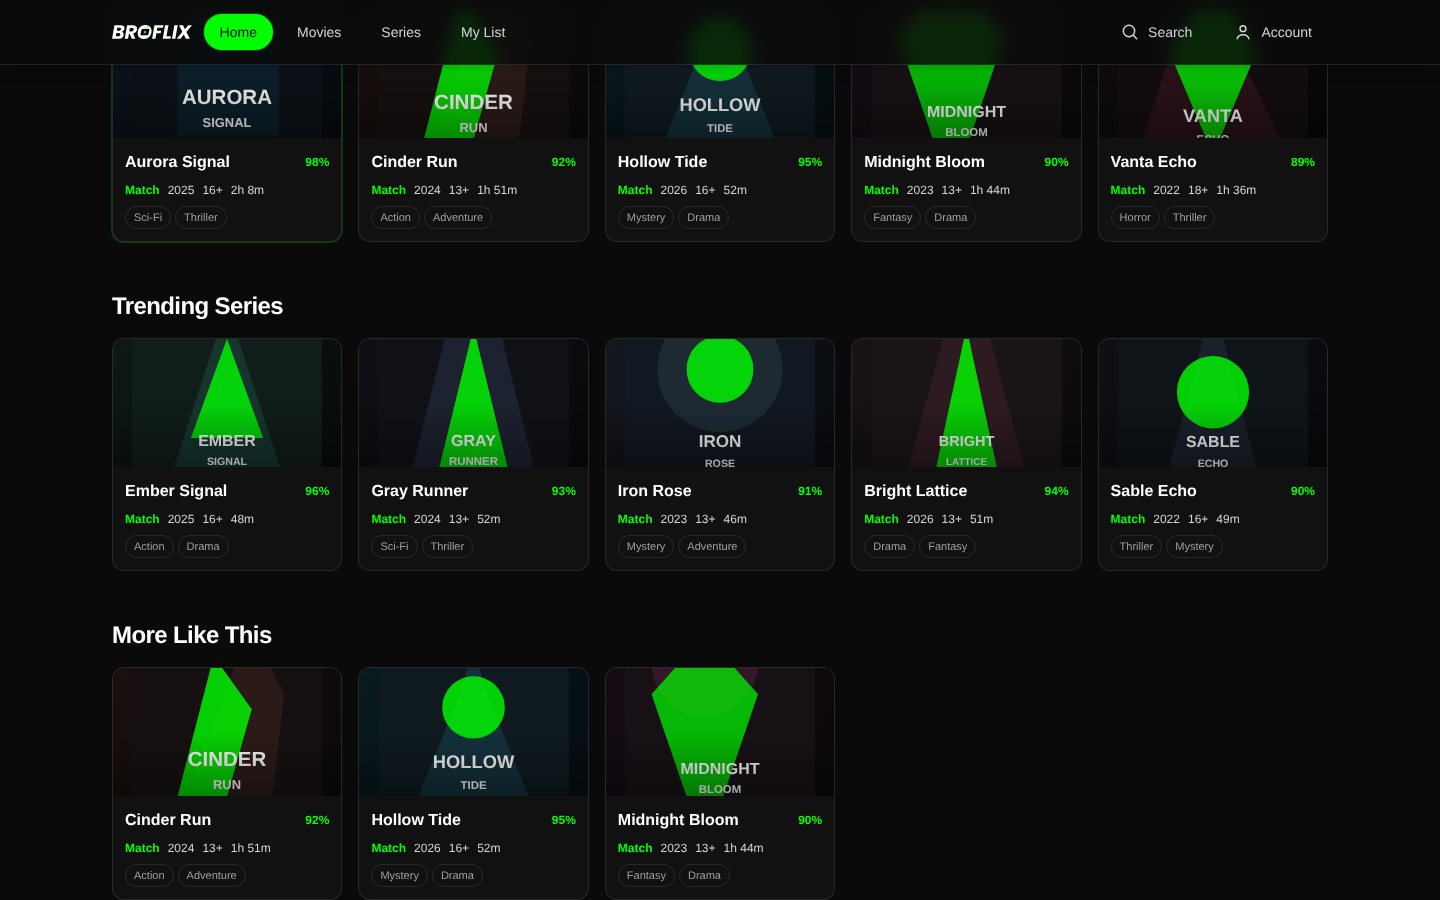 BROFLIX Home Movies Series My List Search Account
AURORA CINDER HOLLOW MIDNIGHT VANTA
SIGNAL RUN TIDE BLOOM ECHO
Aurora Signal 98% Cinder Run 92% Hollow Tide 95% Midnight Bloom 90% Vanta Echo 89%
Match 2025 16+ 2h 8m Match 2024 13+ 1h 51m Match 2026 16+ 52m Match 2023 13+ 1h 44m Match 2022 18+ 1h 36m
Sci-Fi Thriller Action Adventure Mystery Drama Fantasy Drama Horror Thriller
Trending Series
EMBER GRAY IRON BRIGHT SABLE
SIGNAL RUNNER ROSE LATTICE ECHO
Ember Signal 96% Gray Runner 93% Iron Rose 91% Bright Lattice 94% Sable Echo 90%
Match 2025 16+ 48m Match 2024 13+ 52m Match 2023 13+ 46m Match 2026 13+ 51m Match 2022 16+ 49m
Action Drama Sci-Fi Thriller Mystery Adventure Drama Fantasy Thriller Mystery
More Like This
CINDER HOLLOW MIDNIGHT
RUN TIDE BLOOM
Cinder Run 92% Hollow Tide 95% Midnight Bloom 90%
Match 2024 13+ 1h 51m Match 2026 16+ 52m Match 2023 13+ 1h 44m
Action Adventure Mystery Drama Fantasy Drama